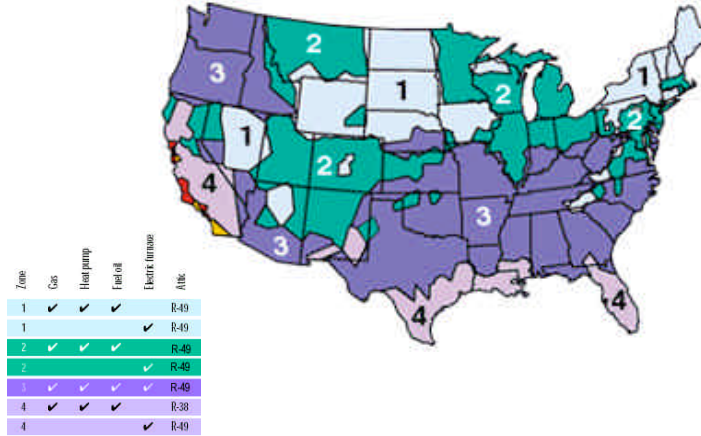 2
1
3
1
2
2
1
2
4
3
3
4
4
Zone Gas Heat pump Fuel oil Electric furnace Attic
1 ✔ ✔ ✔ R-49
1 ✔ R-49
2 ✔ ✔ ✔ R-49
2 ✔ R-49
3 ✔ ✔ ✔ ✔ R-49
4 ✔ ✔ ✔ R-38
4 ✔ R-49